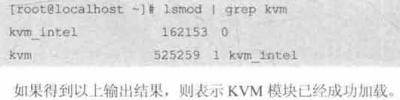 [root@localhost ~]# lsmod | grep kvm
kvm_intel 162153 0
kvm 525259 1 kvm_intel
如果得到以上输出结果，则表示 KVM 模块已经成功加载。